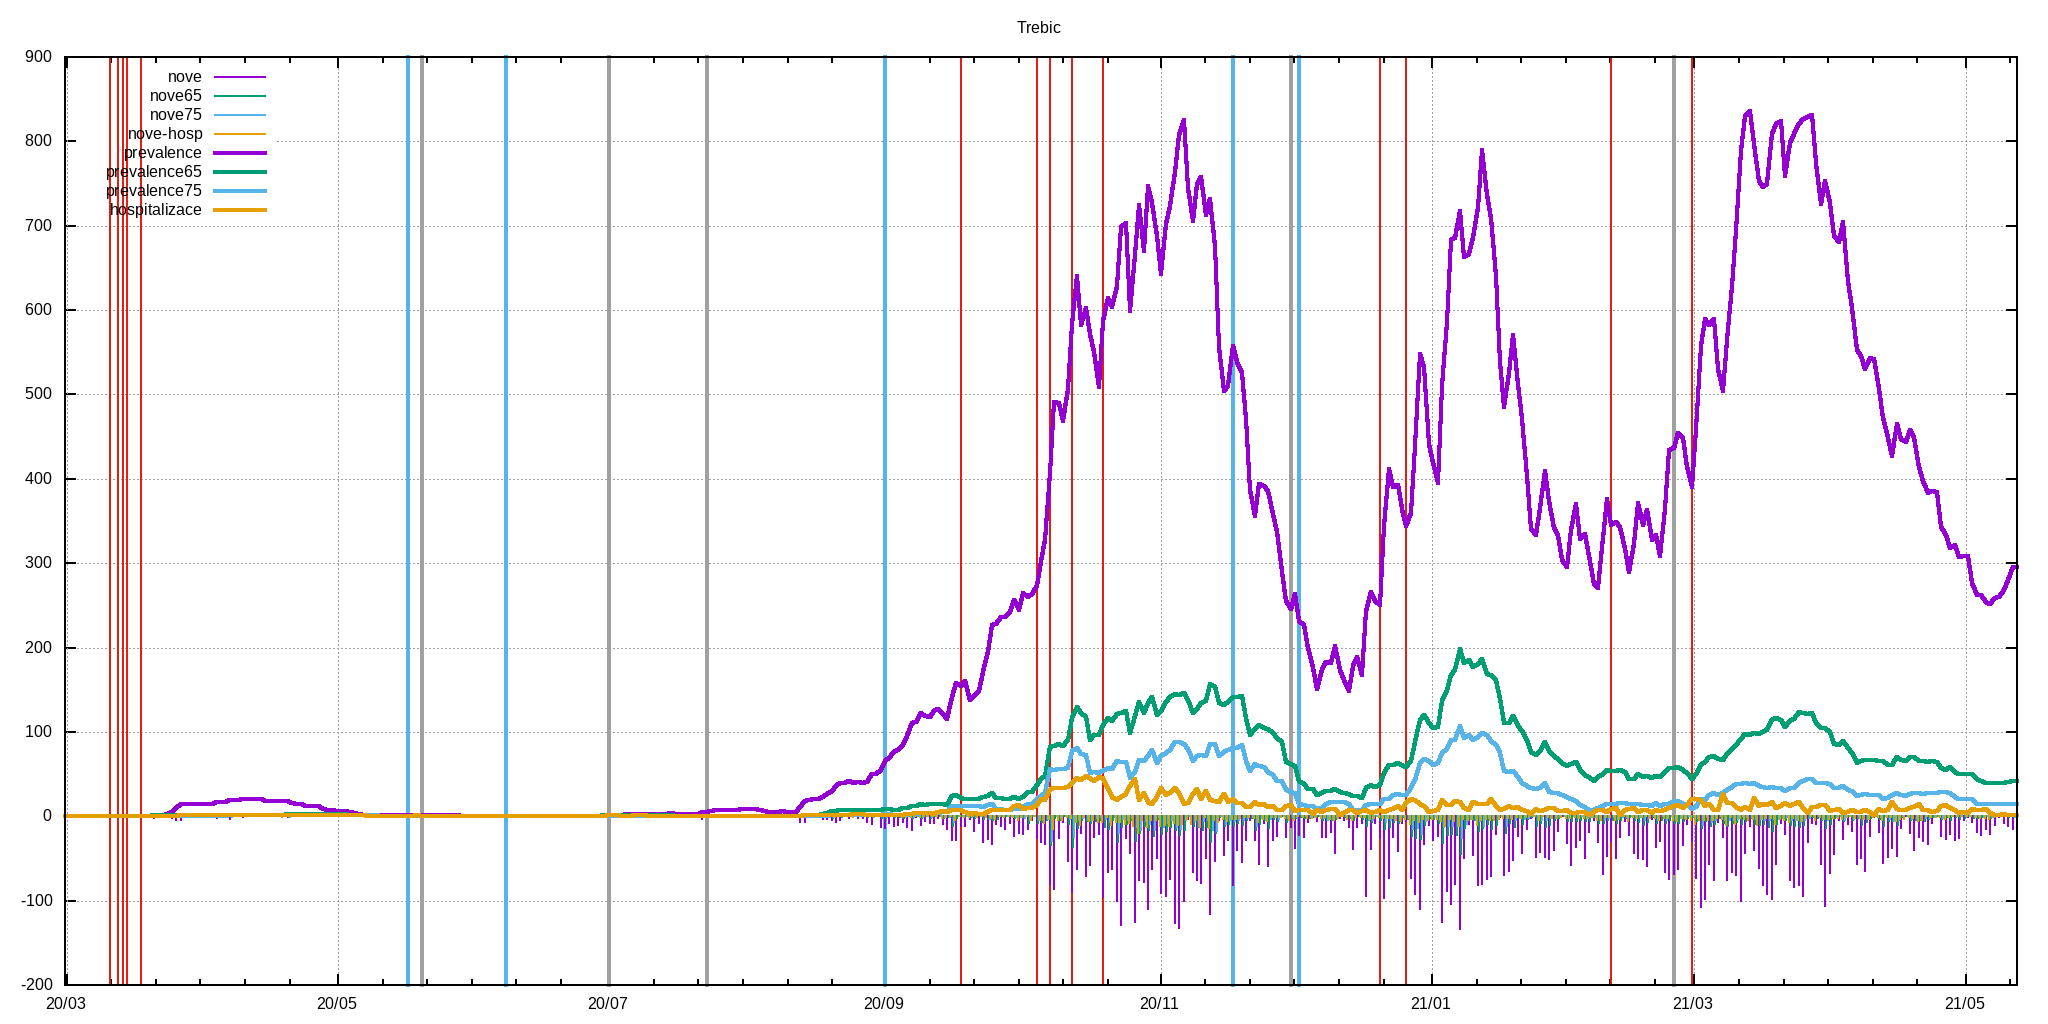 Trebic
900
800
700
600
500
400
300
200
100
0
-100
-200
nove
nove65
nove75
nove-hosp
prevalence
prevalence65
prevalence75
hospitalizace
20/03 20/05 20/07 20/09 20/11 21/01 21/03 21/05